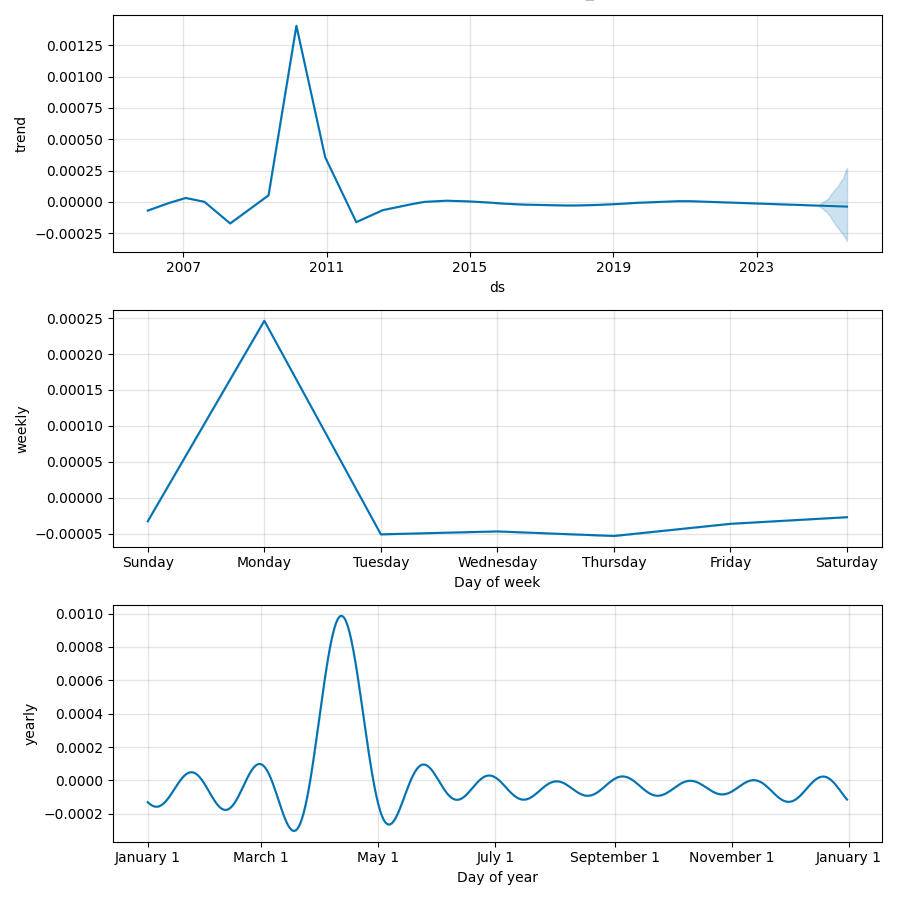 0.00125
0.00100
0.00075
0.00050
0.00025
0.00000
−0.00025
trend
2007 2011 2015 2019 2023
ds
0.00025
0.00020
0.00015
0.00010
0.00005
0.00000
−0.00005
weekly
Sunday Monday Tuesday Wednesday Thursday Friday Saturday
Day of week
0.0010
0.0008
0.0006
0.0004
0.0002
0.0000
−0.0002
yearly
January 1 March 1 May 1 July 1 September 1 November 1 January 1
Day of year